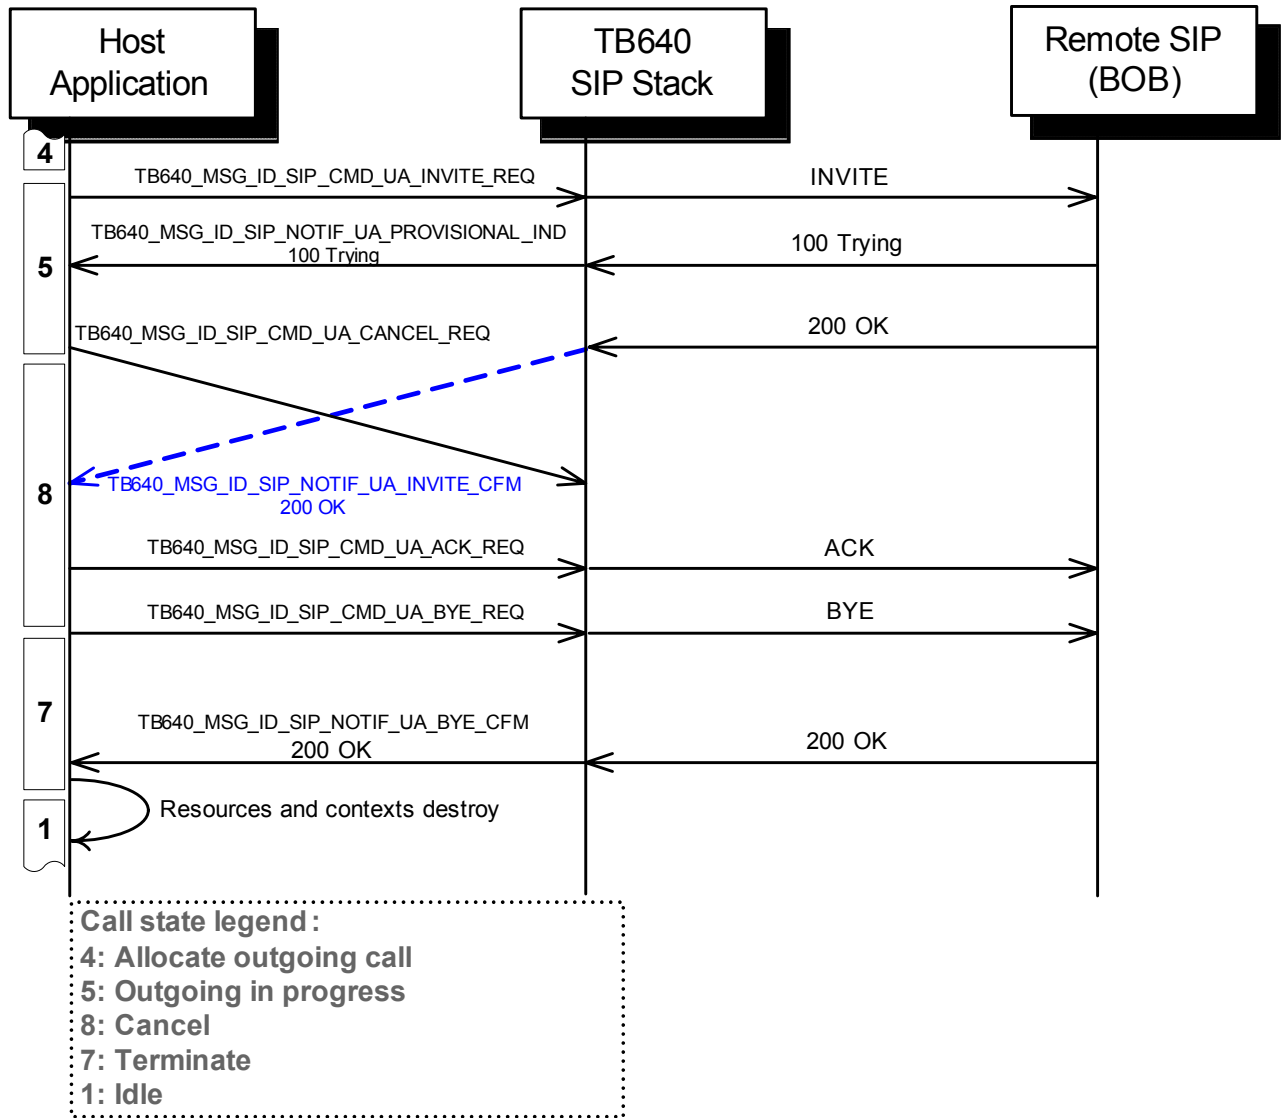 Host
Application
TB640
SIP Stack
Remote SIP
(BOB)
4
TB640_MSG_ID_SIP_CMD_UA_INVITE_REQ
INVITE
TB640_MSG_ID_SIP_NOTIF_UA_PROVISIONAL_IND
100 Trying
100 Trying
5
TB640_MSG_ID_SIP_CMD_UA_CANCEL_REQ
200 OK
8
TB640_MSG_ID_SIP_NOTIF_UA_INVITE_CFM
200 OK
TB640_MSG_ID_SIP_CMD_UA_ACK_REQ
ACK
TB640_MSG_ID_SIP_CMD_UA_BYE_REQ
BYE
7
TB640_MSG_ID_SIP_NOTIF_UA_BYE_CFM
200 OK
200 OK
Resources and contexts destroy
1
Call state legend :
4: Allocate outgoing call
5: Outgoing in progress
8: Cancel
7: Terminate
1: Idle